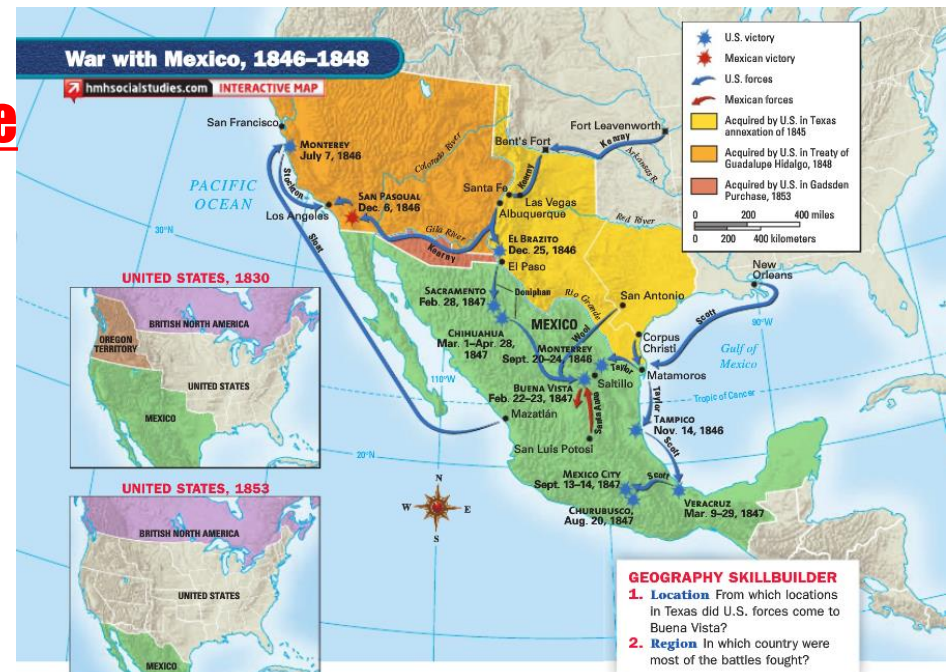 e
War with Mexico, 1846–1848
hmhsocialstudies.com INTERACTIVE MAP
U.S. victory
Mexican victory
U.S. forces
Mexican forces
Acquired by U.S. in Texas
annexation of 1845
Acquired by U.S. in Treaty of
Guadalupe Hidalgo, 1848
Acquired by U.S. in Gadsden
Purchase, 1853
0 200 400 miles
0 200 400 kilometers
San Francisco
MONTEREY
July 7, 1846
PACIFIC
OCEAN
Stockton
Los Angeles
SAN PASQUAL
Dec. 6, 1846
Sloat
30°N
Colorado River
Gila River
Kearny
Bent's Fort
Fort Leavenworth
Kearny
Arkansas R.
Santa Fe
Kearny
Las Vegas
Albuquerque
Red River
EL BRAZITO
Dec. 25, 1846
El Paso
SACRAMENTO
Feb. 28, 1847
Doniphan
Rio Grande
San Antonio
New
Orleans
90°W
CHIHUAHUA
Mar. 1–Apr. 28,
1847
MEXICO
Wool
Corpus
Christi
Scott
Gulf of
Mexico
MONTERREY
Sept. 20–24, 1846
Taylor
Matamoros
110°W
BUENA VISTA
Feb. 22–23, 1847
Saltillo
Taylor
Tropic of Cancer
Mazatlán
Santa Anna
TAMPICO
Nov. 14, 1846
San Luis Potosí
20°N
Scott
MEXICO CITY
Sept. 13–14, 1847
Scott
CHURUBUSCO,
Aug. 20, 1847
VERACRUZ
Mar. 9–29, 1847
N
W E
S
UNITED STATES, 1830
BRITISH NORTH AMERICA
OREGON
TERRITORY
UNITED STATES
MEXICO
UNITED STATES, 1853
BRITISH NORTH AMERICA
UNITED STATES
MEXICO
GEOGRAPHY SKILLBUILDER
1. Location From which locations
in Texas did U.S. forces come to
Buena Vista?
2. Region In which country were
most of the battles fought?